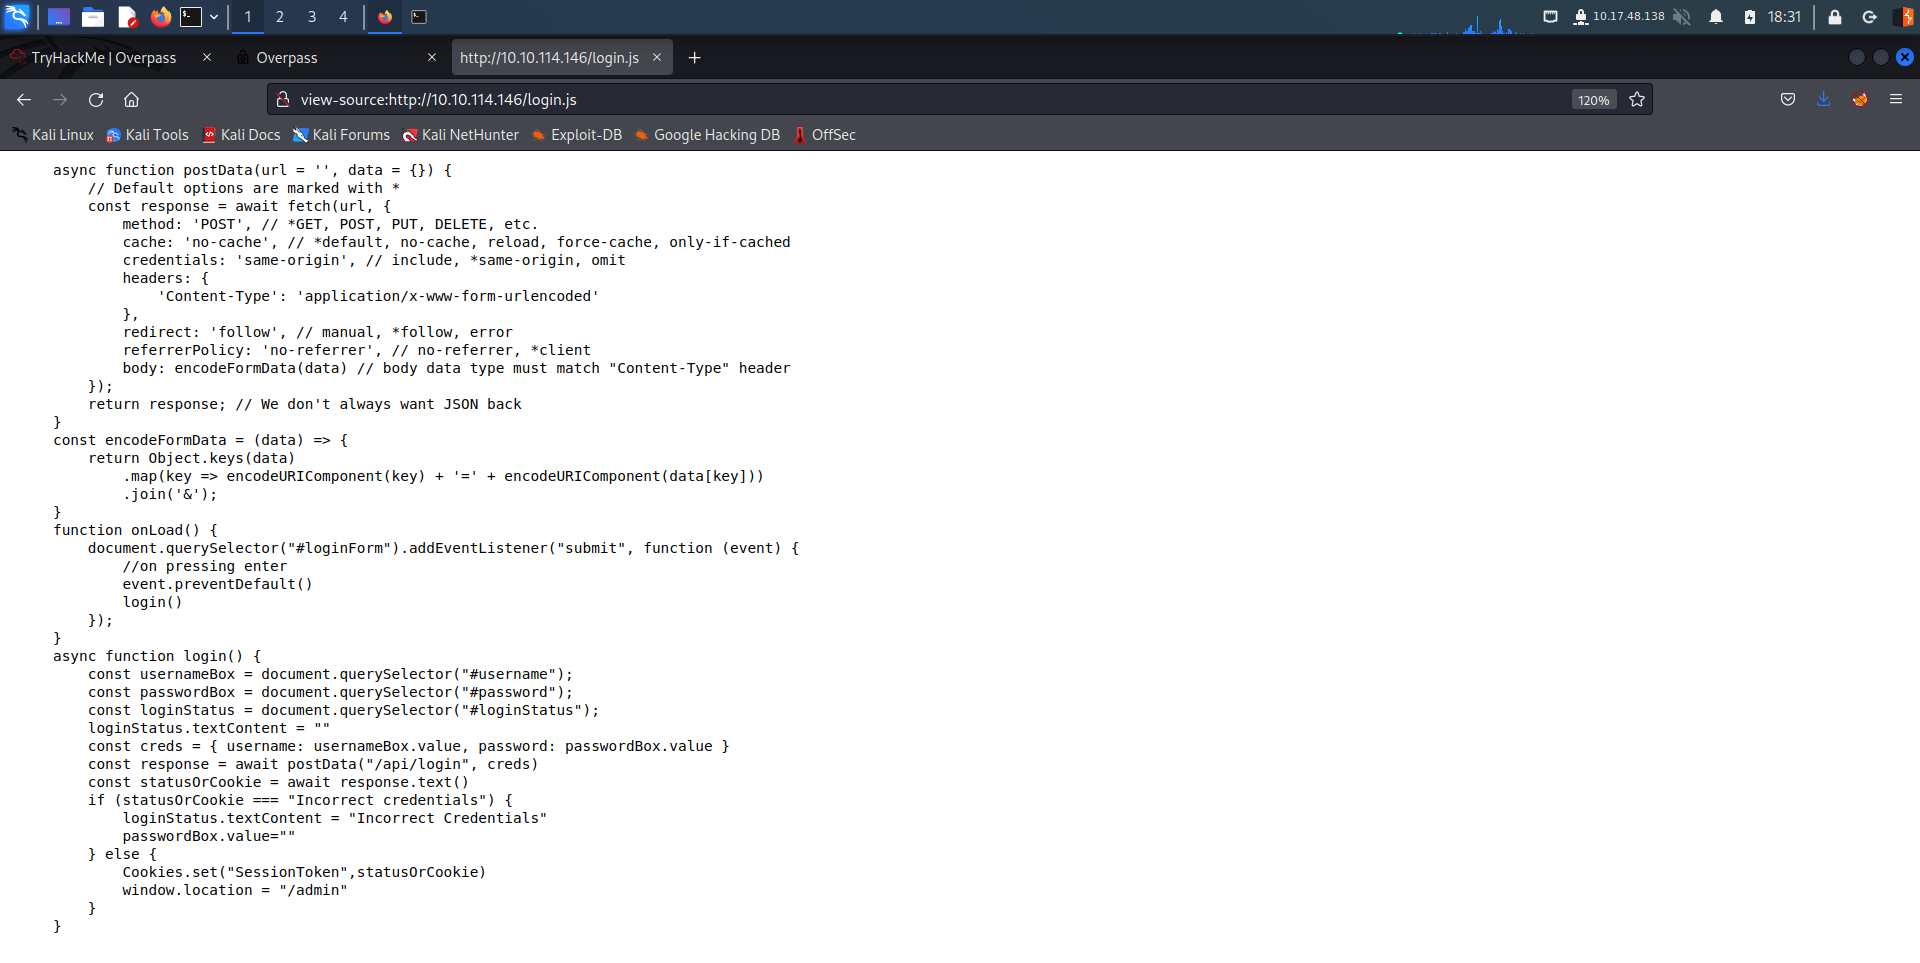 1 2 3 4
10.17.48.138
18:31
TryHackMe | Overpass
Overpass
http://10.10.114.146/login.js
view-source:http://10.10.114.146/login.js
120%
Kali Linux
Kali Tools
Kali Docs
Kali Forums
Kali NetHunter
Exploit-DB
Google Hacking DB
OffSec
async function postData(url = '', data = {}) {
    // Default options are marked with *
    const response = await fetch(url, {
        method: 'POST', // *GET, POST, PUT, DELETE, etc.
        cache: 'no-cache', // *default, no-cache, reload, force-cache, only-if-cached
        credentials: 'same-origin', // include, *same-origin, omit
        headers: {
            'Content-Type': 'application/x-www-form-urlencoded'
        },
        redirect: 'follow', // manual, *follow, error
        referrerPolicy: 'no-referrer', // no-referrer, *client
        body: encodeFormData(data) // body data type must match "Content-Type" header
    });
    return response; // We don't always want JSON back
}
const encodeFormData = (data) => {
    return Object.keys(data)
        .map(key => encodeURIComponent(key) + '=' + encodeURIComponent(data[key]))
        .join('&');
}
function onLoad() {
    document.querySelector("#loginForm").addEventListener("submit", function (event) {
        //on pressing enter
        event.preventDefault()
        login()
    });
}
async function login() {
    const usernameBox = document.querySelector("#username");
    const passwordBox = document.querySelector("#password");
    const loginStatus = document.querySelector("#loginStatus");
    loginStatus.textContent = ""
    const creds = { username: usernameBox.value, password: passwordBox.value }
    const response = await postData("/api/login", creds)
    const statusOrCookie = await response.text()
    if (statusOrCookie === "Incorrect credentials") {
        loginStatus.textContent = "Incorrect Credentials"
        passwordBox.value=""
    } else {
        Cookies.set("SessionToken",statusOrCookie)
        window.location = "/admin"
    }
}